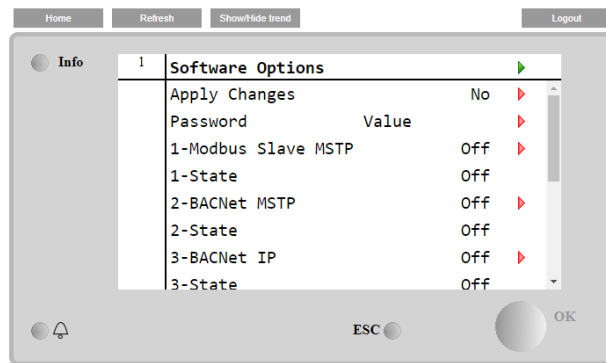 Home Refresh Show/Hide trend Logout
Info
1 Software Options
Apply Changes No
Password Value
1-Modbus Slave MSTP Off
1-State Off
2-BACNet MSTP Off
2-State Off
3-BACNet IP Off
3-State Off
ESC OK